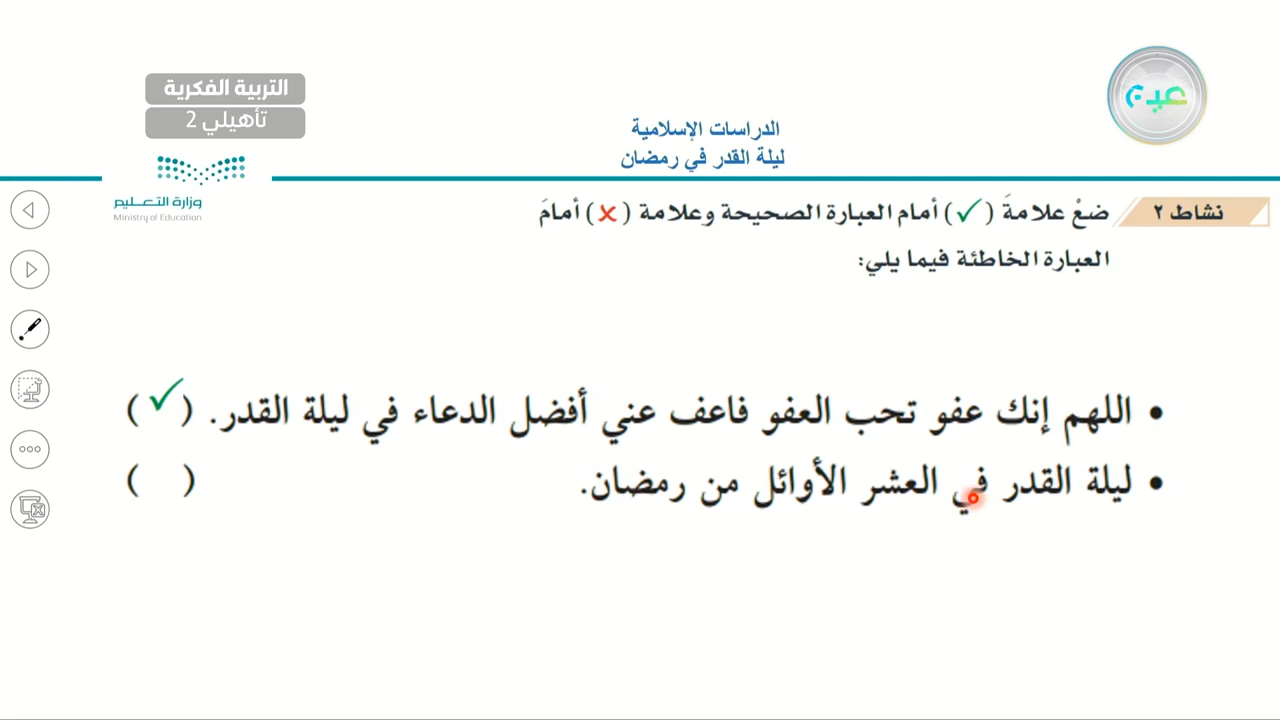 التربية الفكرية
تأهيلي 2
عين
الدراسات الإسلامية
ليلة القدر في رمضان
وزارة التعليم
Ministry of Education
نشاط ٢
ضعْ علامةَ (✓) أمام العبارة الصحيحة وعلامة (✗) أمامَ
العبارة الخاطئة فيما يلي:
• اللهم إنك عفو تحب العفو فاعف عني أفضل الدعاء في ليلة القدر. (✓)
• ليلة القدر في العشر الأوائل من رمضان. ( )